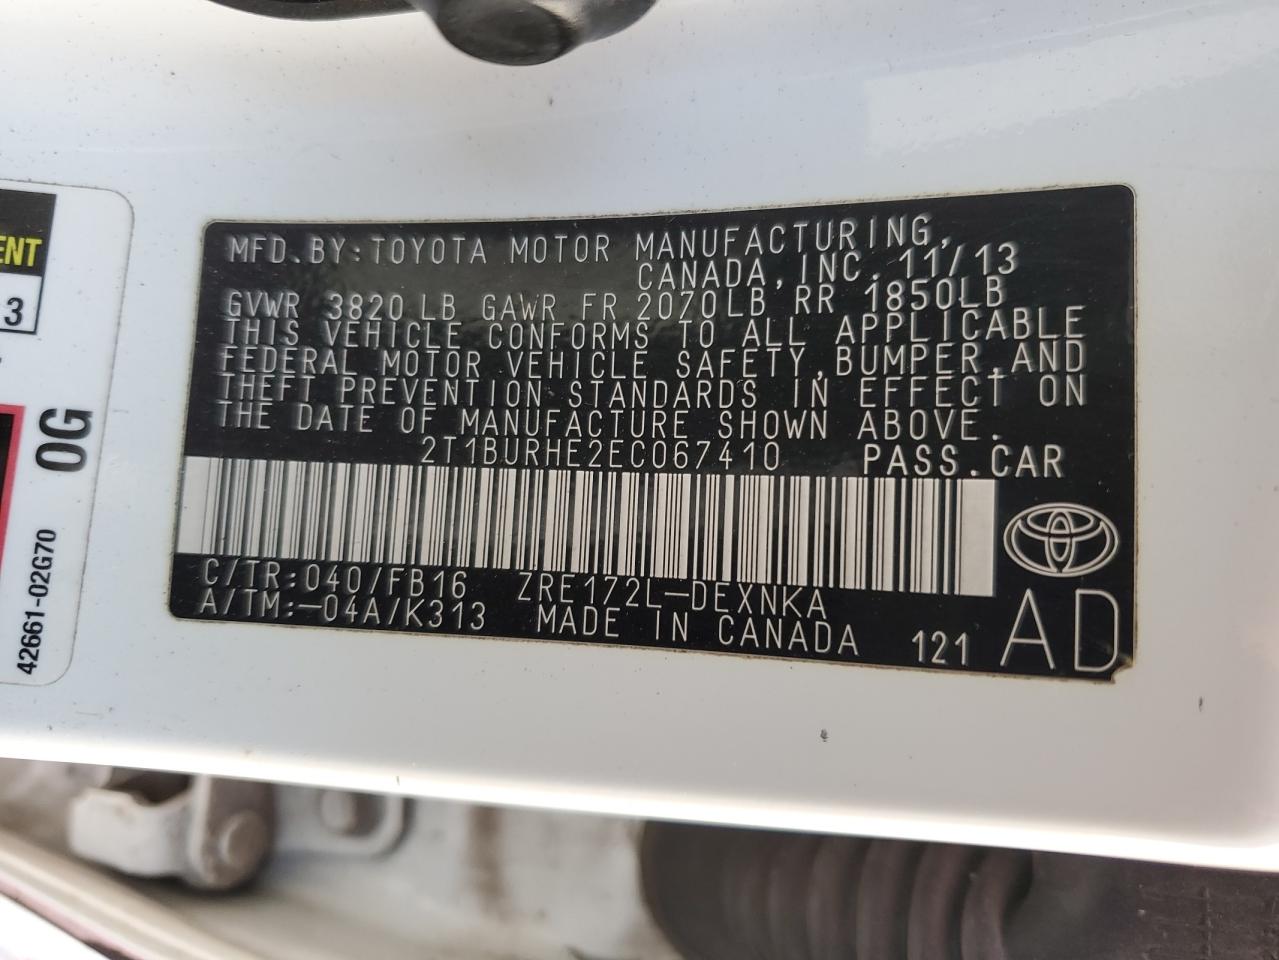 MFD. BY: TOYOTA MOTOR MANUFACTURING,
CANADA, INC. 11/13
GVWR 3820 LB GAWR FR 2070LB RR 1850LB
THIS VEHICLE CONFORMS TO ALL APPLICABLE
FEDERAL MOTOR VEHICLE SAFETY, BUMPER, AND
THEFT PREVENTION STANDARDS IN EFFECT ON
THE DATE OF MANUFACTURE SHOWN ABOVE.
2T1BURHE2EC067410 PASS. CAR
C/TR: 040/FB16 ZRE172L-DEXNKA
A/TM: -04A/K313 MADE IN CANADA 121 AD
ENT
3
0G
42661-02G70